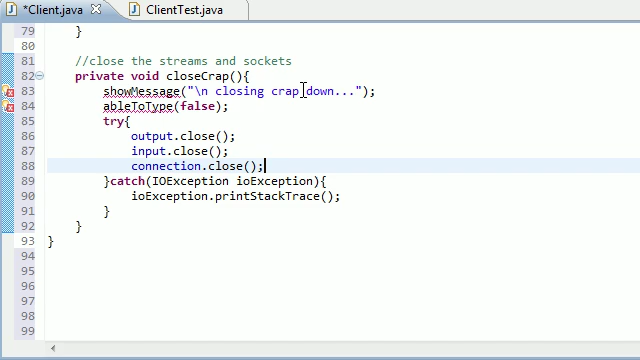 *Client.java
ClientTest.java
79 }
80
81 //close the streams and sockets
82 private void closeCrap(){
83 showMessage("\n closing crap down...");
84 ableToType(false);
85 try{
86 output.close();
87 input.close();
88 connection.close();
89 }catch(IOException ioException){
90 ioException.printStackTrace();
91 }
92 }
93 }
94
95
96
97
98
99